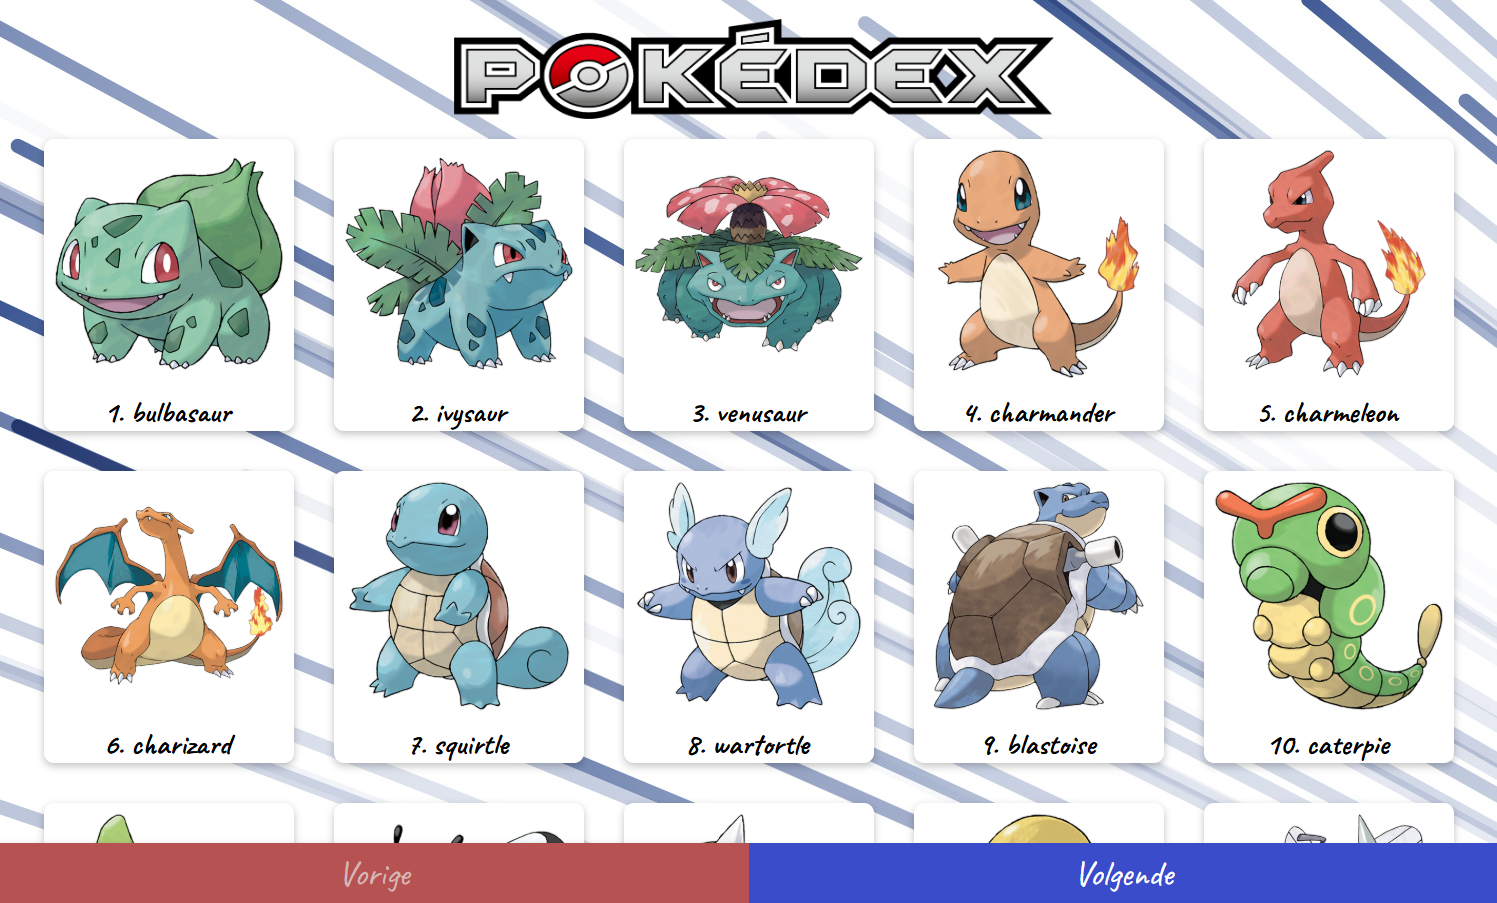 POKÉDEX
1. bulbasaur
2. ivysaur
3. venusaur
4. charmander
5. charmeleon
6. charizard
7. squirtle
8. wartortle
9. blastoise
10. caterpie
Vorige
Volgende